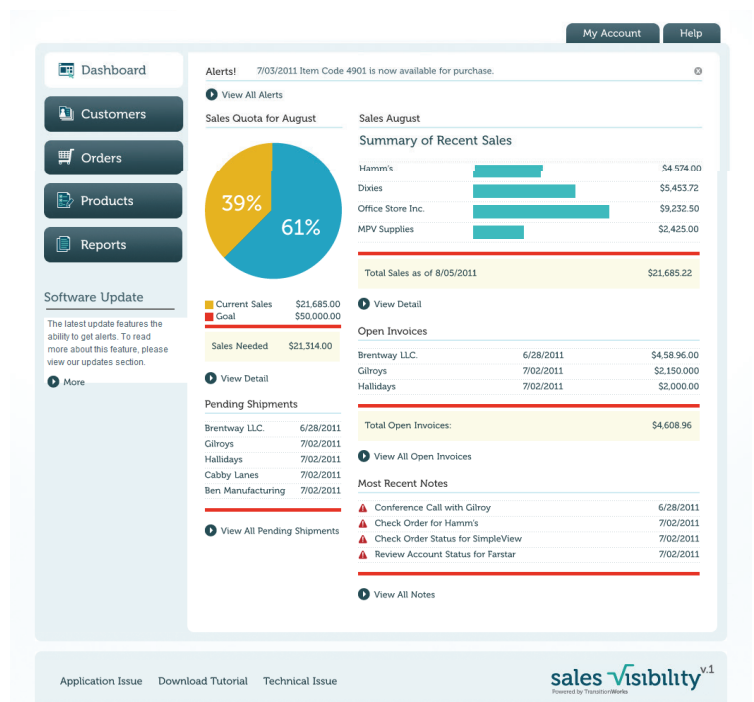 My Account Help
Dashboard
Customers
Orders
Products
Reports
Software Update
The latest update features the
ability to get alerts. To read
more about this feature, please
view our updates section.
More
Alerts! 7/03/2011 Item Code 4901 is now available for purchase.
View All Alerts
Sales Quota for August
39%
61%
Current Sales $21,685.00
Goal $50,000.00
Sales Needed $21,314.00
View Detail
Pending Shipments
Brentway LLC. 6/28/2011
Gilroys 7/02/2011
Hallidays 7/02/2011
Cabby Lanes 7/02/2011
Ben Manufacturing 7/02/2011
View All Pending Shipments
Sales August
Summary of Recent Sales
Hamm's $4,574.00
Dixies $5,453.72
Office Store Inc. $9,232.50
MPV Supplies $2,425.00
Total Sales as of 8/05/2011 $21,685.22
View Detail
Open Invoices
Brentway LLC. 6/28/2011 $4,58.96.00
Gilroys 7/02/2011 $2,150.000
Hallidays 7/02/2011 $2,000.00
Total Open Invoices: $4,608.96
View All Open Invoices
Most Recent Notes
Conference Call with Gilroy 6/28/2011
Check Order for Hamm's 7/02/2011
Check Order Status for SimpleView 7/02/2011
Review Account Status for Farstar 7/02/2011
View All Notes
Application Issue Download Tutorial Technical Issue
sales visibility v.1
Powered by TransitionWorks